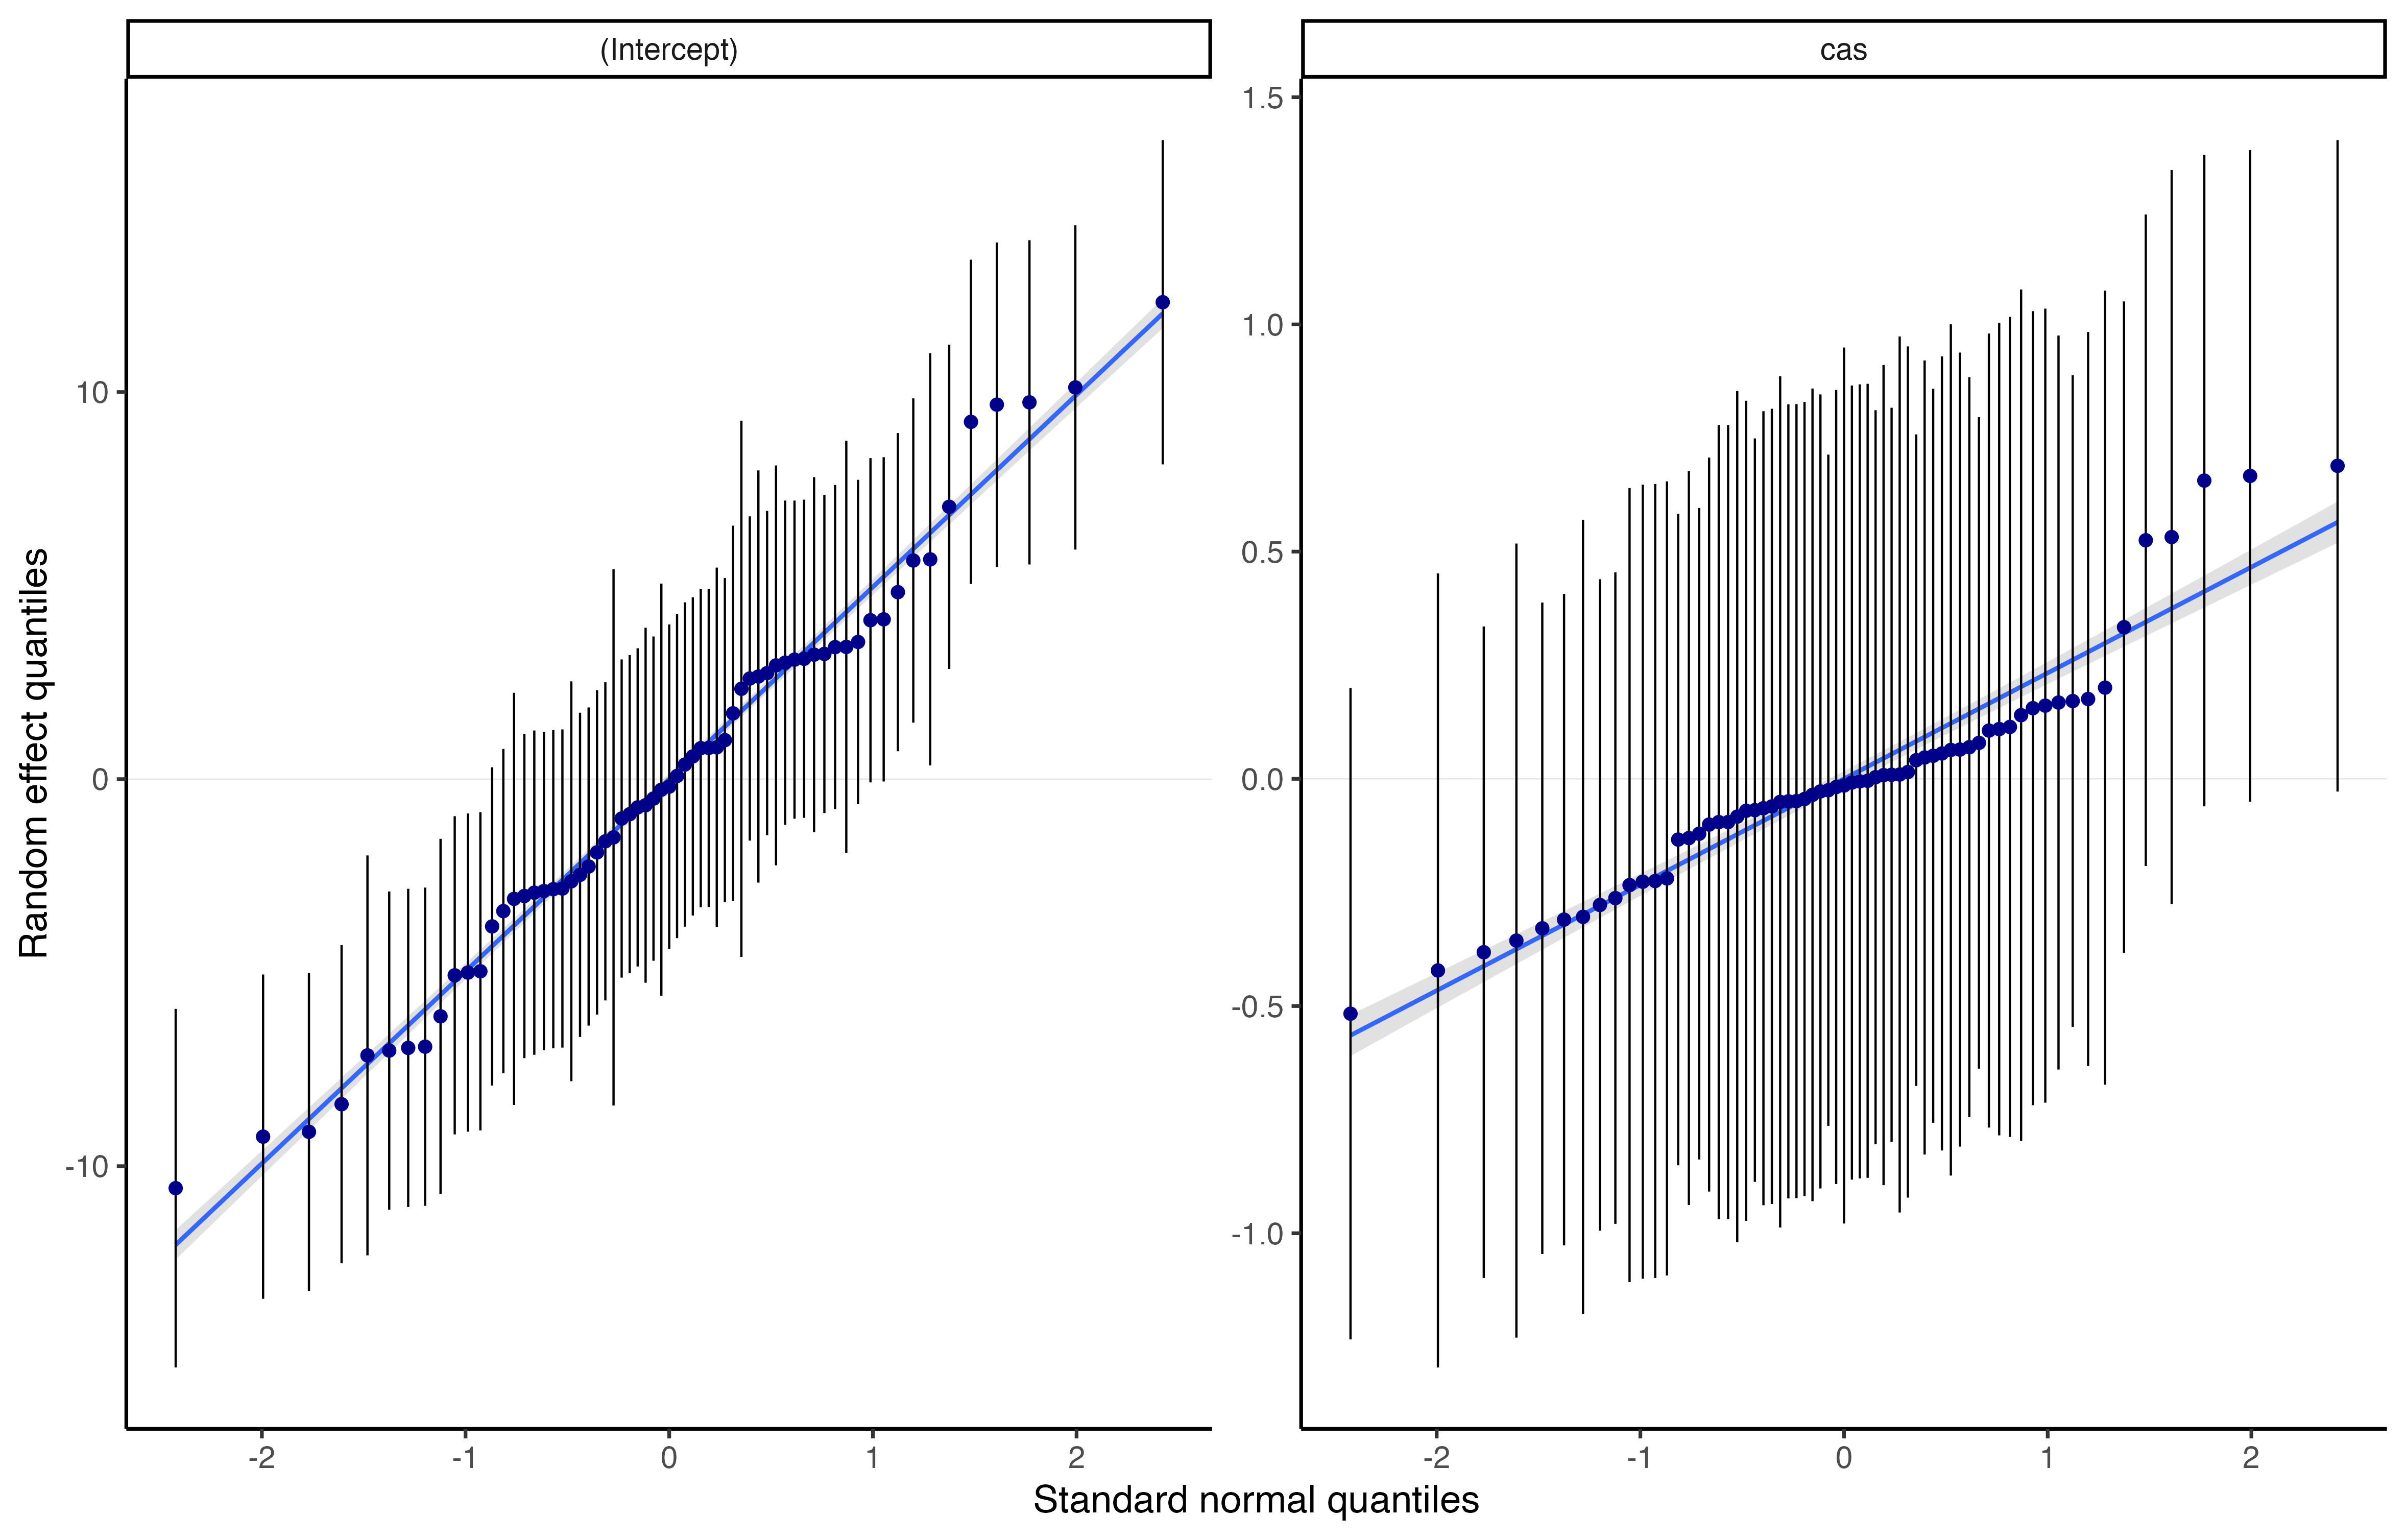 (Intercept)
cas
Random effect quantiles
10
0
-10
1.5
1.0
0.5
0.0
-0.5
-1.0
-2 -1 0 1 2
-2 -1 0 1 2
Standard normal quantiles